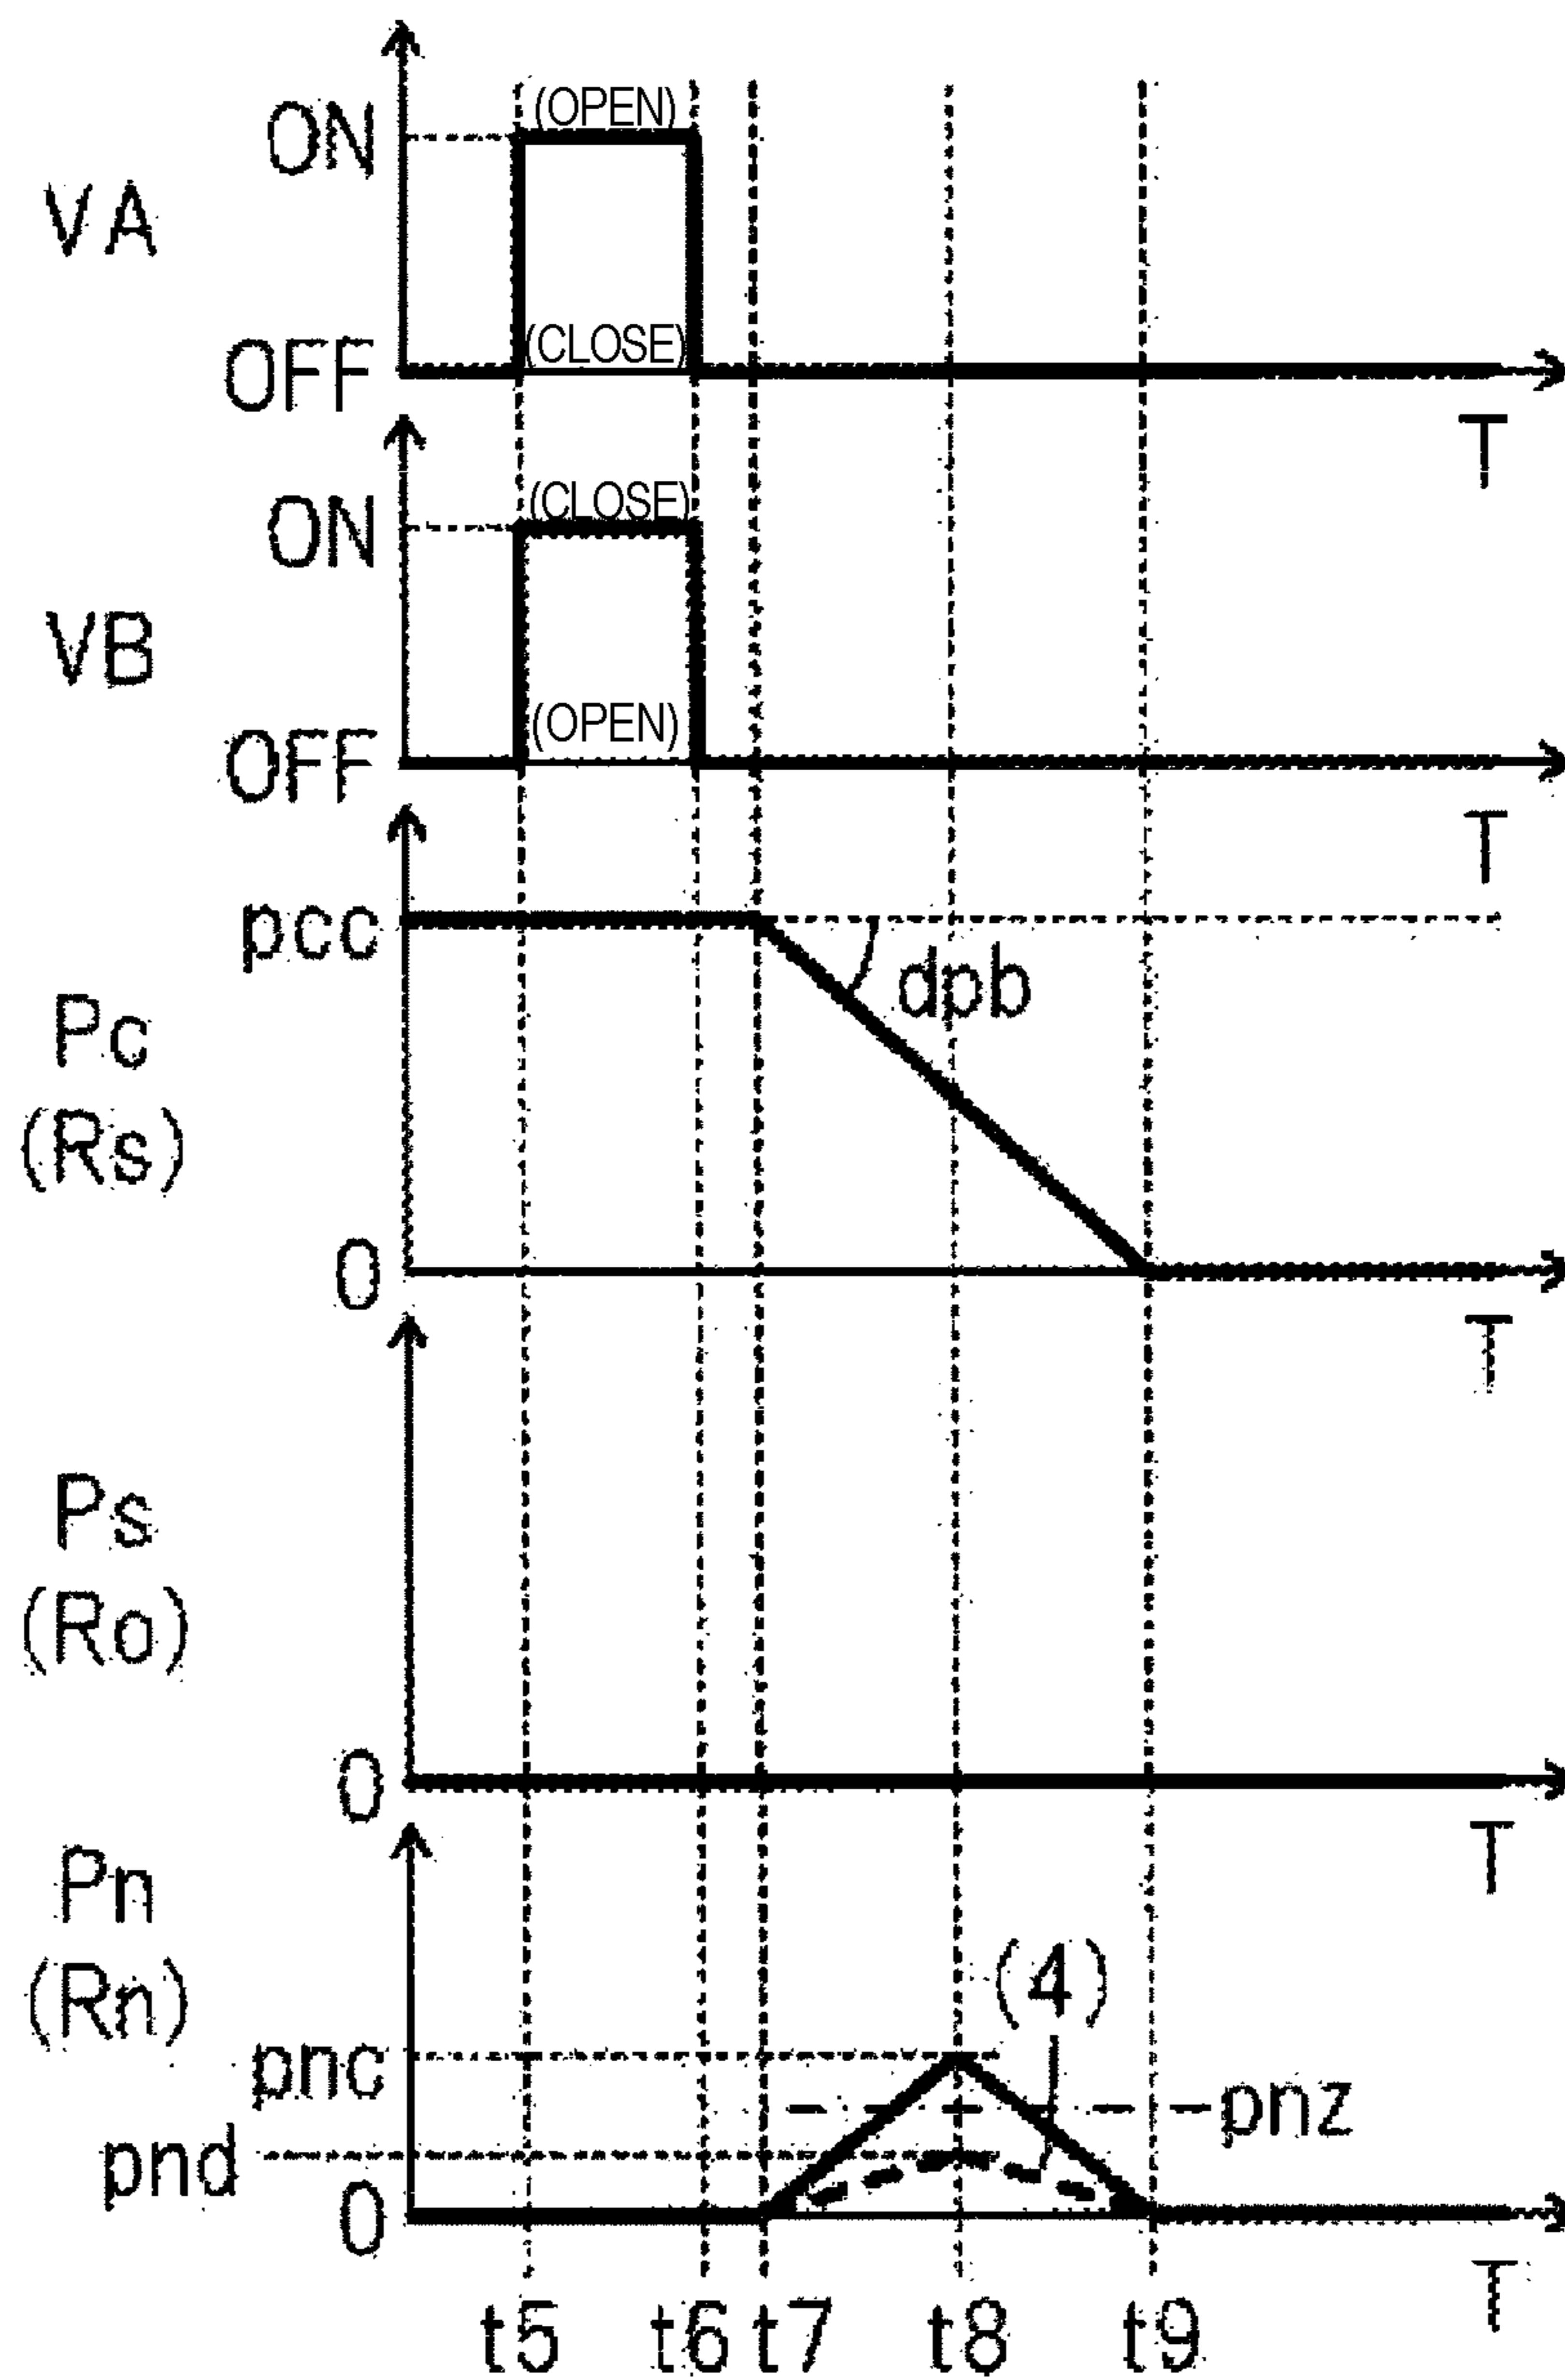 (OPEN)
ON
VA
(CLOSE)
OFF
T
(CLOSE)
ON
VB
(OPEN)
OFF
T
pcc
dpb
Pc
(Rs)
0
T
Ps
(Ro)
0
T
Pn
(Rn)
(4)
pnc
pnz
pnd
0
T
t5 t6 t7 t8 t9